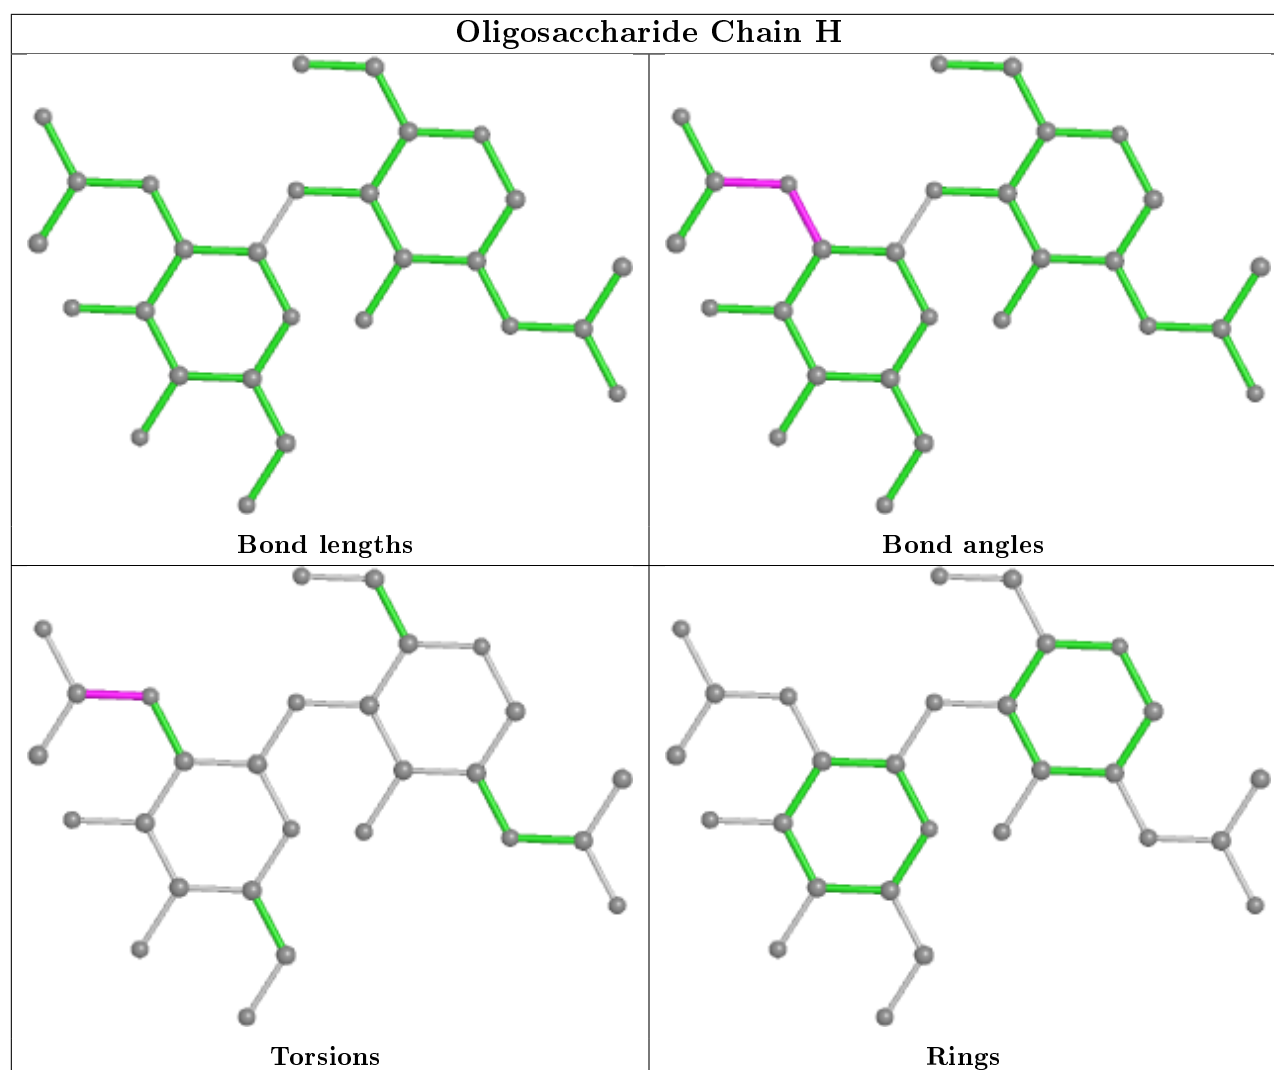 Oligosaccharide Chain H
Bond lengths
Bond angles
Torsions
Rings